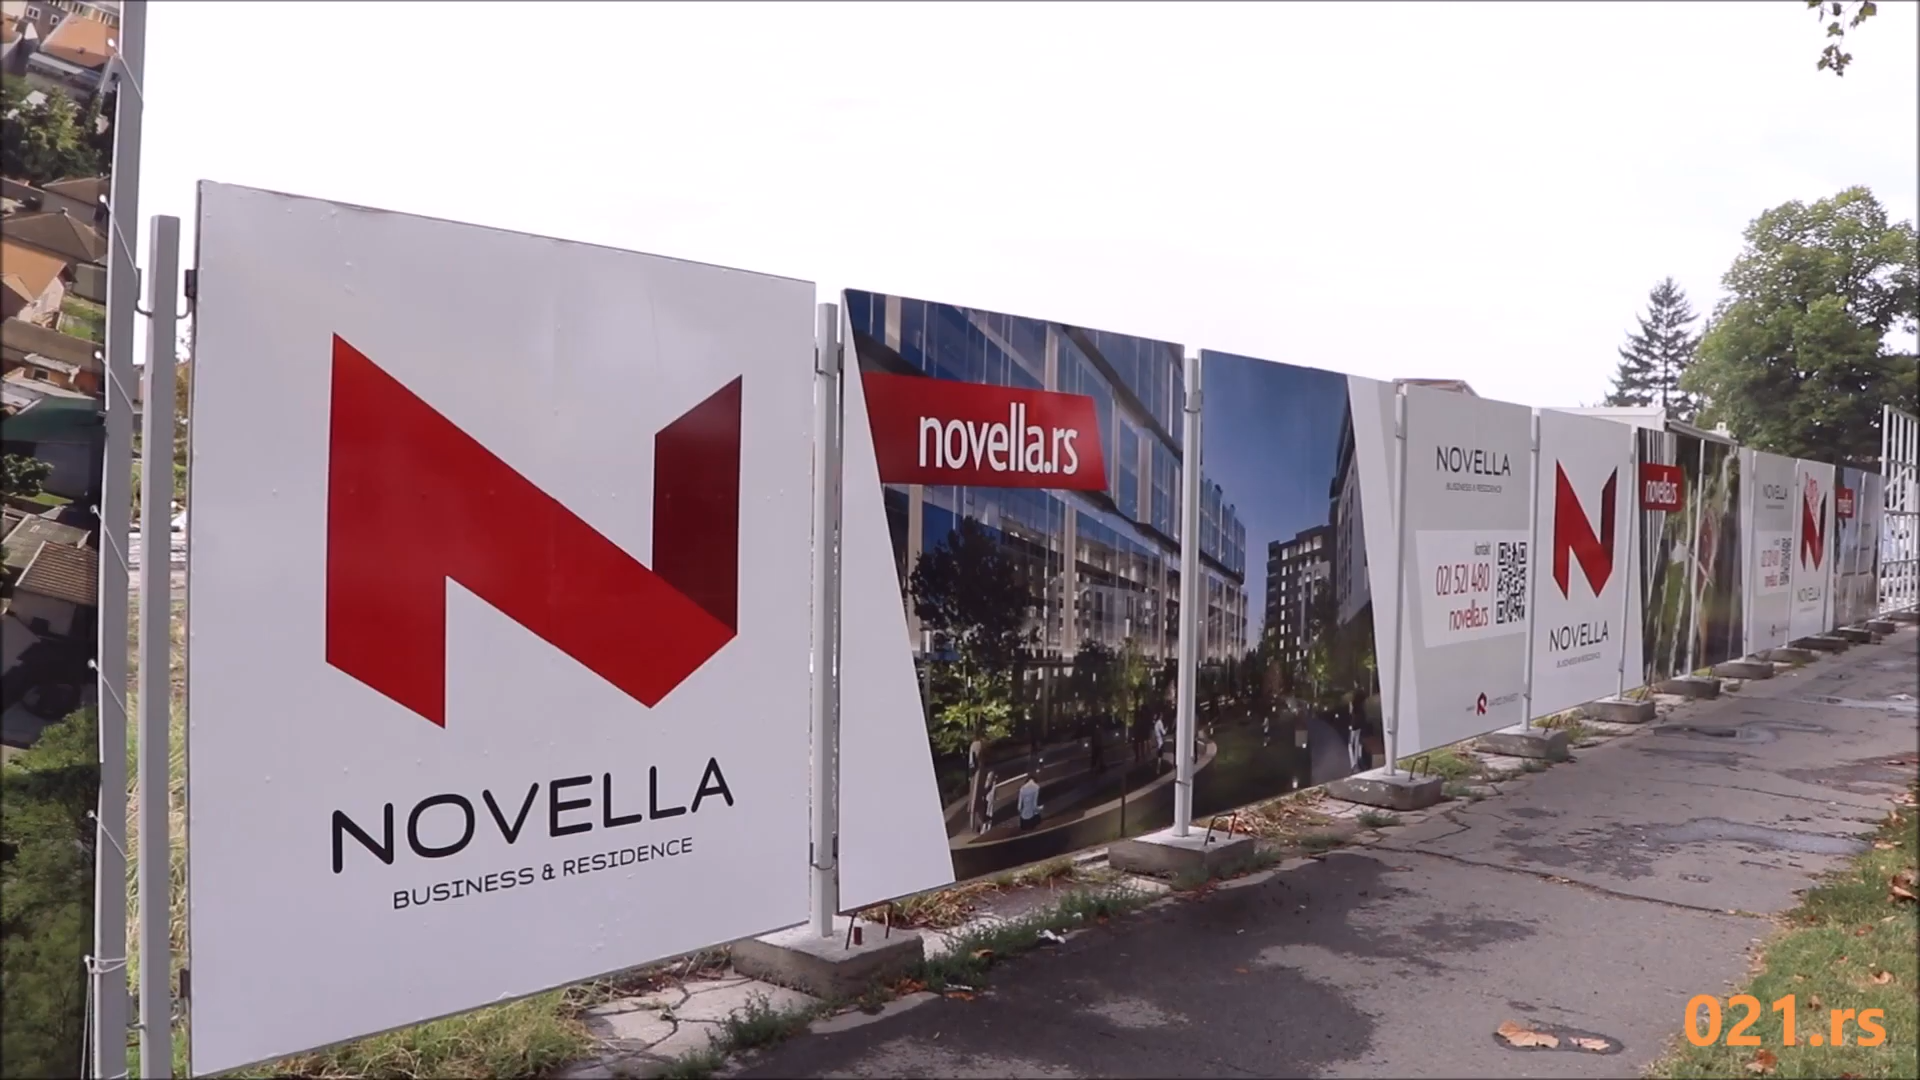 NOVELLA
BUSINESS & RESIDENCE
novella.rs
NOVELLA
BUSINESS & RESIDENCE
kontakt
021 521 480
novella.rs
NOVELLA
BUSINESS & RESIDENCE
novella.rs
NOVELLA
NOVELLA
021.rs